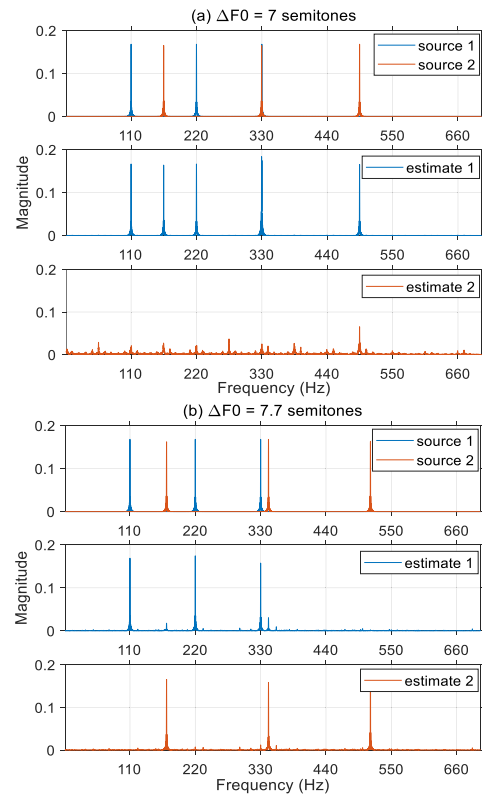 (a) ΔF0 = 7 semitones
0.2
0.1
0
source 1
source 2
110 220 330 440 550 660
Magnitude
0.2
0.1
0
estimate 1
110 220 330 440 550 660
0.2
0.1
0
estimate 2
110 220 330 440 550 660
Frequency (Hz)
(b) ΔF0 = 7.7 semitones
0.2
0.1
0
source 1
source 2
110 220 330 440 550 660
Magnitude
0.2
0.1
0
estimate 1
110 220 330 440 550 660
0.2
0.1
0
estimate 2
110 220 330 440 550 660
Frequency (Hz)